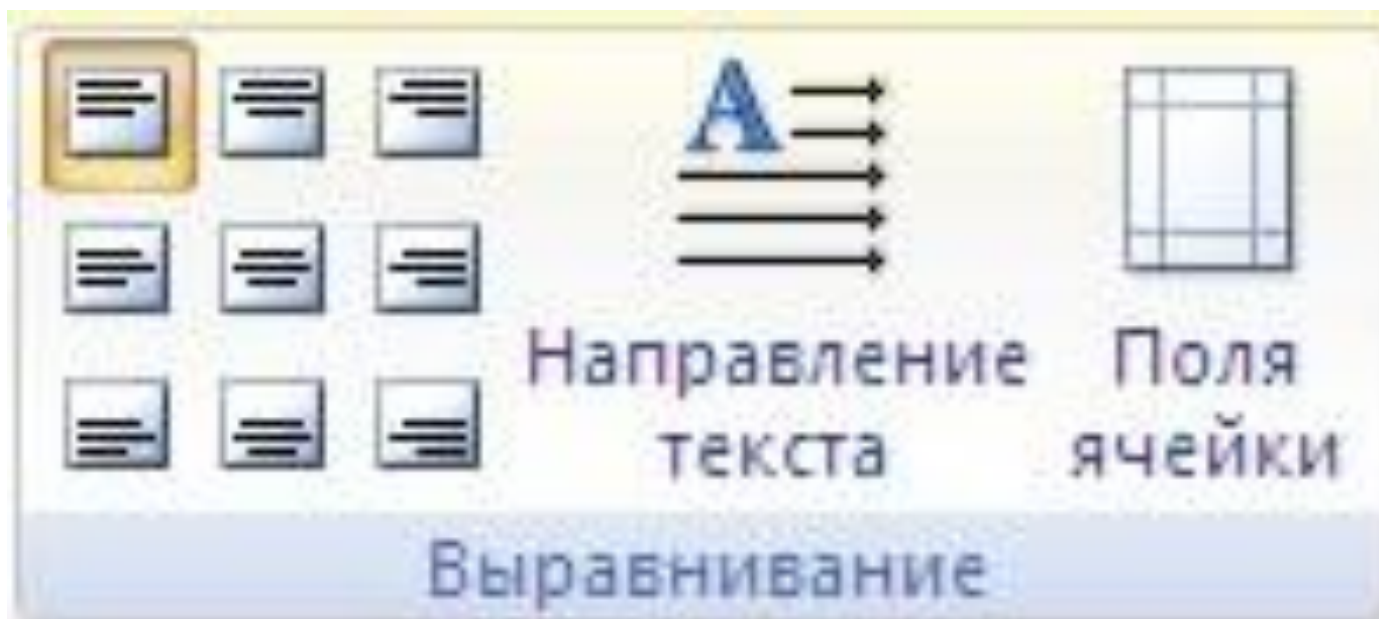 A
Направление
текста
Поля
ячейки
Выравнивание